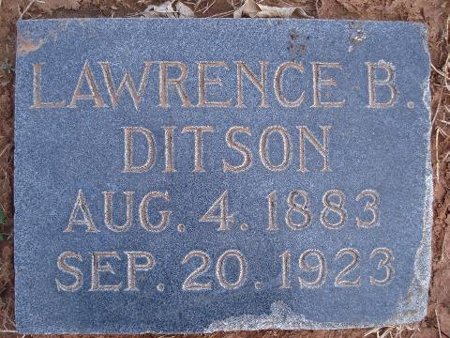 LAWRENCE B.
DITSON
AUG. 4. 1883
SEP. 20. 1923